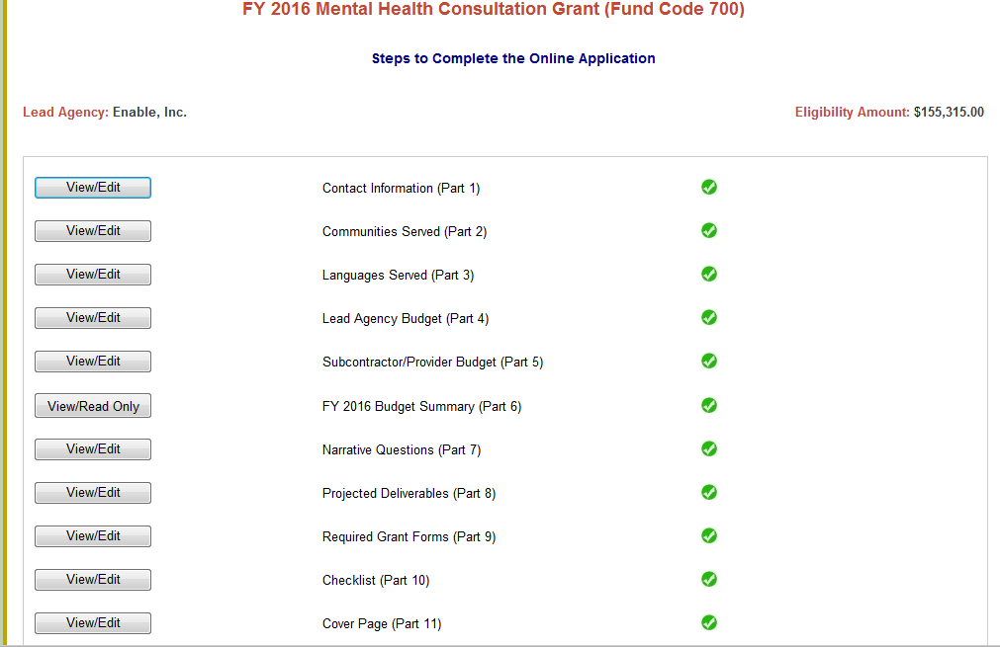 FY 2016 Mental Health Consultation Grant (Fund Code 700)
Steps to Complete the Online Application
Lead Agency: Enable, Inc. Eligibility Amount: $155,315.00
View/Edit Contact Information (Part 1)
View/Edit Communities Served (Part 2)
View/Edit Languages Served (Part 3)
View/Edit Lead Agency Budget (Part 4)
View/Edit Subcontractor/Provider Budget (Part 5)
View/Read Only FY 2016 Budget Summary (Part 6)
View/Edit Narrative Questions (Part 7)
View/Edit Projected Deliverables (Part 8)
View/Edit Required Grant Forms (Part 9)
View/Edit Checklist (Part 10)
View/Edit Cover Page (Part 11)